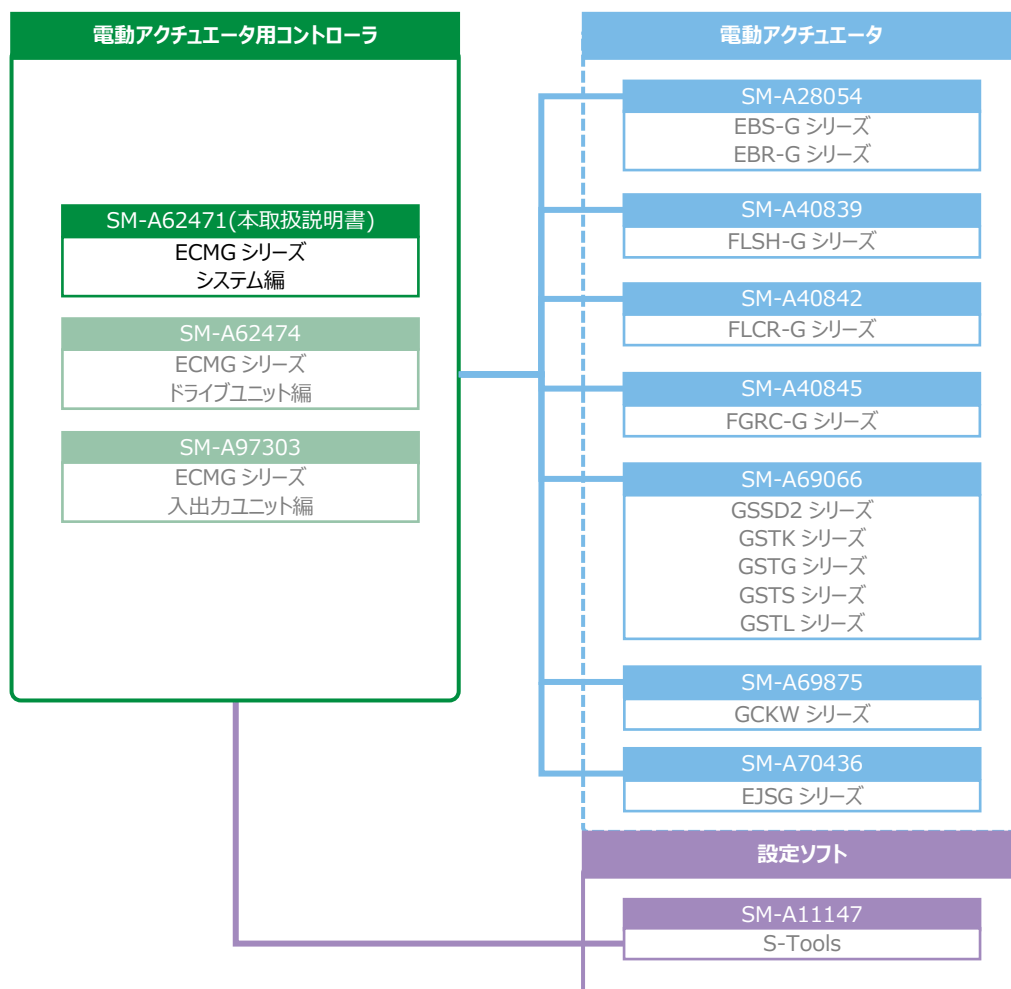 電動アクチュエータ用コントローラ
SM-A62471(本取扱説明書)
ECMG シリーズ
システム編
SM-A62474
ECMG シリーズ
ドライブユニット編
SM-A97303
ECMG シリーズ
入出力ユニット編
電動アクチュエータ
SM-A28054
EBS-G シリーズ
EBR-G シリーズ
SM-A40839
FLSH-G シリーズ
SM-A40842
FLCR-G シリーズ
SM-A40845
FGRC-G シリーズ
SM-A69066
GSSD2 シリーズ
GSTK シリーズ
GSTG シリーズ
GSTS シリーズ
GSTL シリーズ
SM-A69875
GCKW シリーズ
SM-A70436
EJSG シリーズ
設定ソフト
SM-A11147
S-Tools